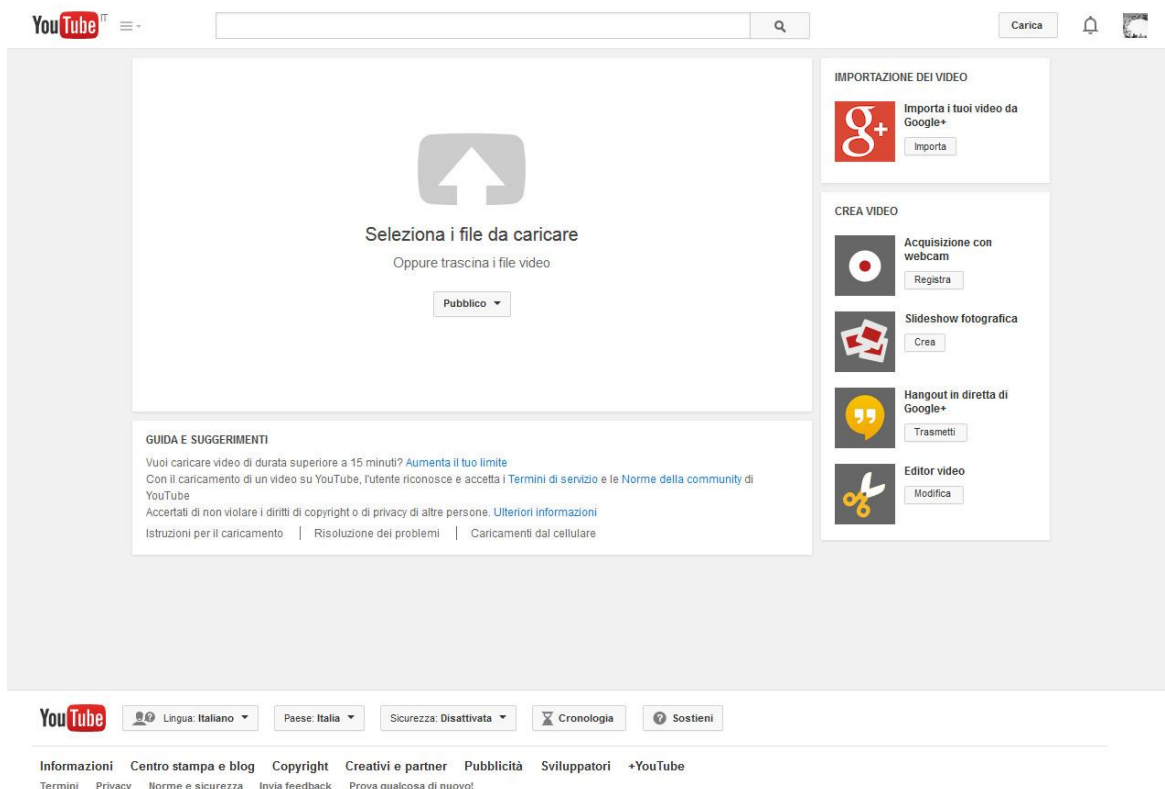 YouTube IT
Carica
Seleziona i file da caricare
Oppure trascina i file video
Pubblico
GUIDA E SUGGERIMENTI
Vuoi caricare video di durata superiore a 15 minuti? Aumenta il tuo limite
Con il caricamento di un video su YouTube, l'utente riconosce e accetta i Termini di servizio e le Norme della community di
YouTube
Accertati di non violare i diritti di copyright o di privacy di altre persone. Ulteriori informazioni
Istruzioni per il caricamento | Risoluzione dei problemi | Caricamenti dal cellulare
IMPORTAZIONE DEI VIDEO
g+
Importa i tuoi video da
Google+
Importa
CREA VIDEO
Acquisizione con
webcam
Registra
Slideshow fotografica
Crea
Hangout in diretta di
Google+
Trasmetti
Editor video
Modifica
YouTube Lingua: Italiano Paese: Italia Sicurezza: Disattivata Cronologia Sostieni
Informazioni Centro stampa e blog Copyright Creativi e partner Pubblicità Sviluppatori +YouTube
Termini Privacy Norme e sicurezza Invia feedback Prova qualcosa di nuovo!